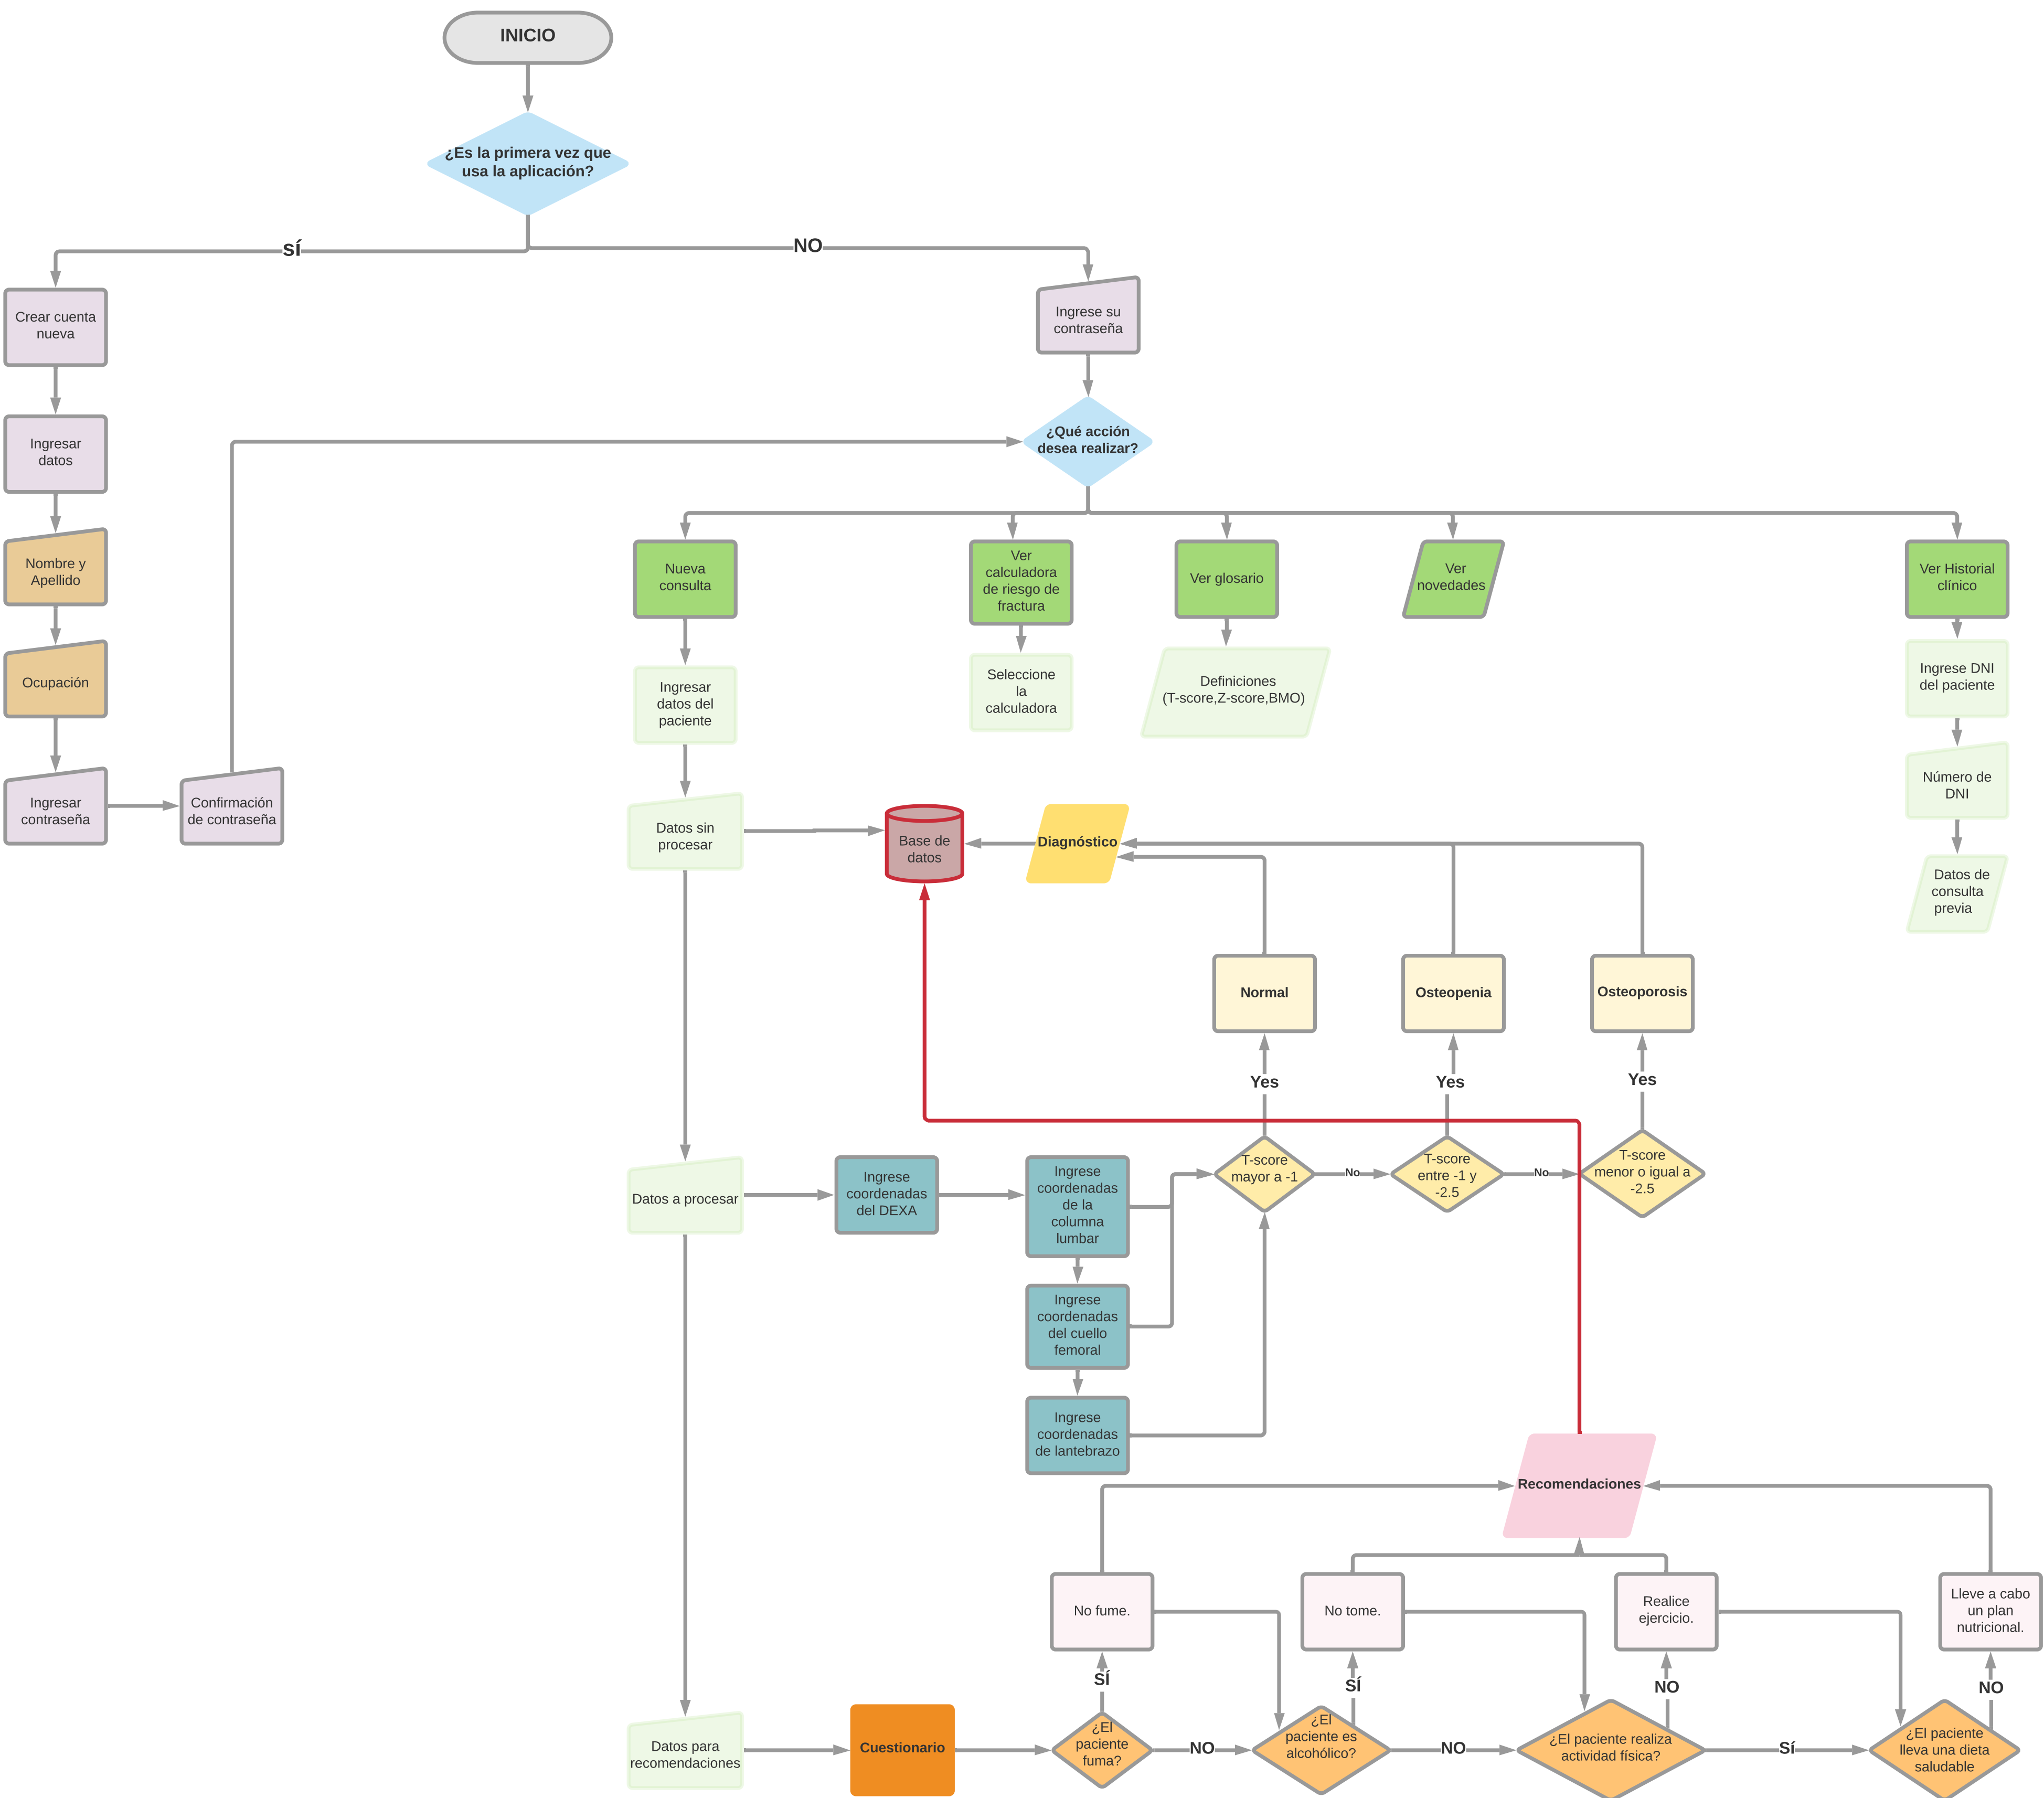 INICIO
¿Es la primera vez que
usa la aplicación?
sí
NO
Crear cuenta
nueva
Ingrese su
contraseña
¿Qué acción
desea realizar?
Ingresar
datos
Nombre y
Apellido
Ocupación
Ingresar
contraseña
Confirmación
de contraseña
Nueva
consulta
Ver
calculadora
de riesgo de
fractura
Ver glosario
Ver
novedades
Ver Historial
clínico
Ingresar
datos del
paciente
Seleccione
la
calculadora
Definiciones
(T-score,Z-score,BMO)
Ingrese DNI
del paciente
Número de
DNI
Datos de
consulta
previa
Datos sin
procesar
Base de
datos
Diagnóstico
Normal
Osteopenia
Osteoporosis
Yes
Yes
Yes
Datos a procesar
Ingrese
coordenadas
del DEXA
Ingrese
coordenadas
de la
columna
lumbar
T-score
mayor a -1
No
T-score
entre -1 y
-2.5
No
T-score
menor o igual a
-2.5
Ingrese
coordenadas
del cuello
femoral
Ingrese
coordenadas
de lantebrazo
Recomendaciones
No fume.
No tome.
Realice
ejercicio.
Lleve a cabo
un plan
nutricional.
SÍ
SÍ
NO
NO
Datos para
recomendaciones
Cuestionario
¿El
paciente
fuma?
NO
¿El
paciente es
alcohólico?
NO
¿El paciente realiza
actividad física?
Sí
¿El paciente
lleva una dieta
saludable